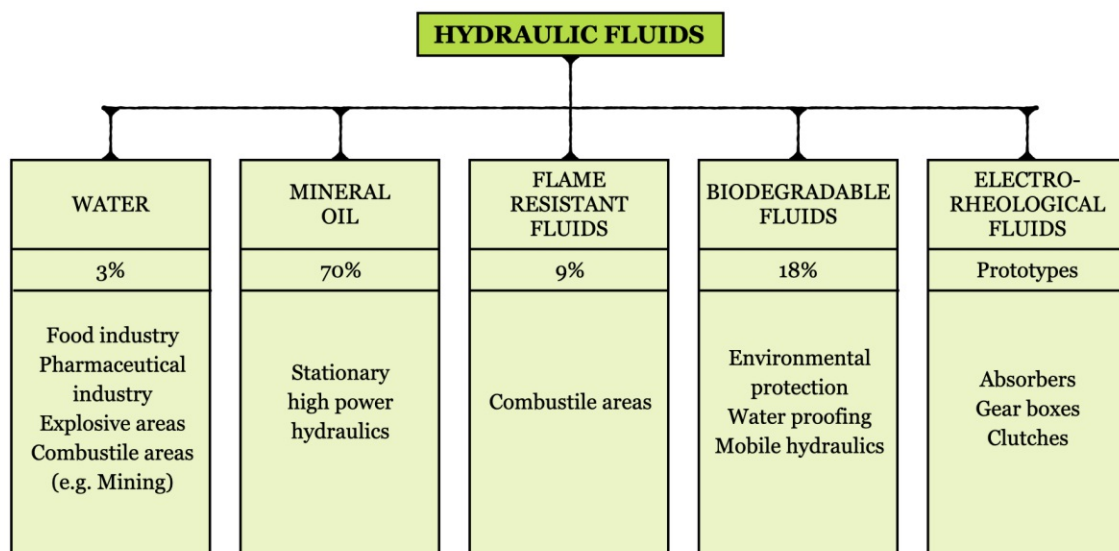 HYDRAULIC FLUIDS
WATER
3%
Food industry
Pharmaceutical
industry
Explosive areas
Combustile areas
(e.g. Mining)
MINERAL
OIL
70%
Stationary
high power
hydraulics
FLAME
RESISTANT
FLUIDS
9%
Combustile areas
BIODEGRADABLE
FLUIDS
18%
Environmental
protection
Water proofing
Mobile hydraulics
ELECTRO-
RHEOLOGICAL
FLUIDS
Prototypes
Absorbers
Gear boxes
Clutches